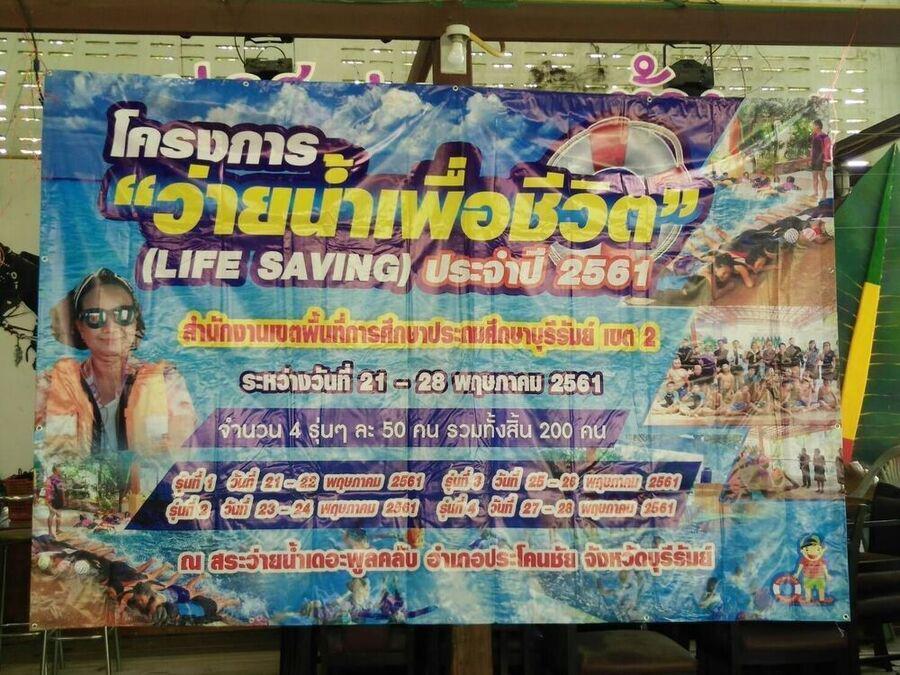 โครงการ
“ว่ายน้ำเพื่อชีวิต”
(LIFE SAVING) ประจำปี 2561
สำนักงานเขตพื้นที่การศึกษาประถมศึกษาบุรีรัมย์ เขต 2
ระหว่างวันที่ 21 - 28 พฤษภาคม 2561
จำนวน 4 รุ่นๆ ละ 50 คน รวมทั้งสิ้น 200 คน
รุ่นที่ 1 วันที่ 21 - 22 พฤษภาคม 2561 รุ่นที่ 3 วันที่ 25 - 26 พฤษภาคม 2561
รุ่นที่ 2 วันที่ 23 - 24 พฤษภาคม 2561 รุ่นที่ 4 วันที่ 27 - 28 พฤษภาคม 2561
ณ สระว่ายน้ำเดอะพูลคลับ อำเภอประโคนชัย จังหวัดบุรีรัมย์